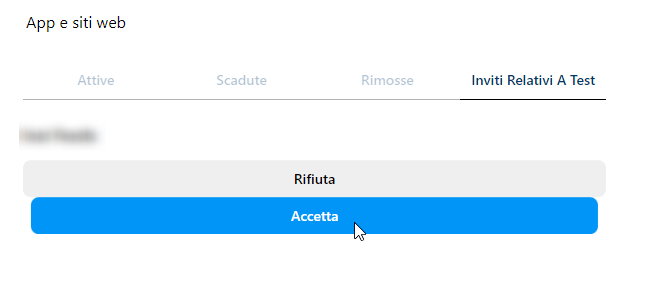 App e siti web
Attive Scadute Rimosse Inviti Relativi A Test
Rifiuta
Accetta